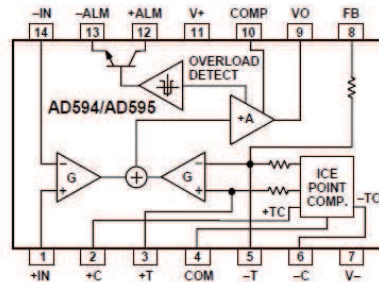 –IN –ALM +ALM V+ COMP VO FB
14 13 12 11 10 9 8
OVERLOAD
DETECT
AD594/AD595
+A
– –
G G
+ +
ICE
POINT
COMP.
–TC
+TC
1 2 3 4 5 6 7
+IN +C +T COM –T –C V–